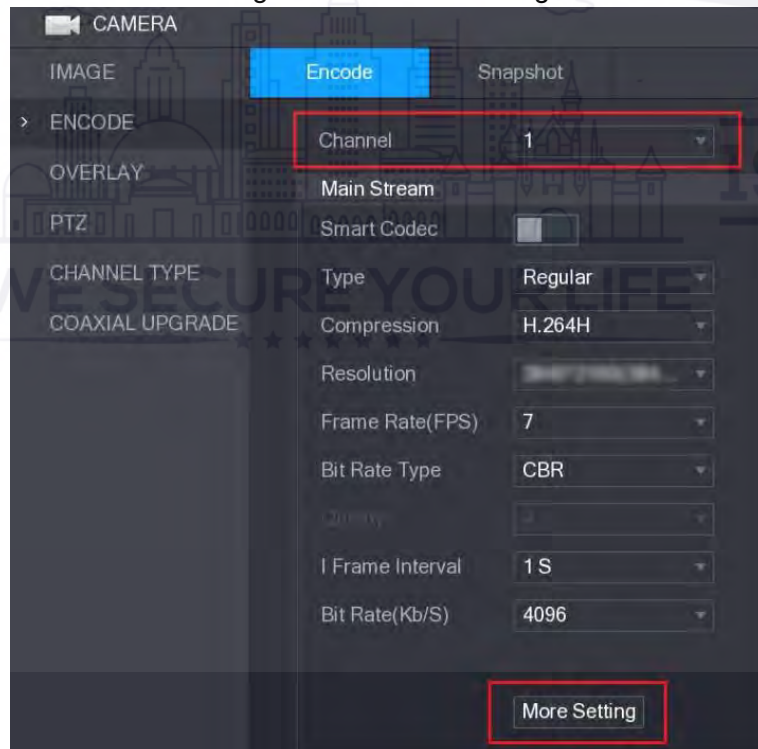 CAMERA
IMAGE
Encode Snapshot
> ENCODE
Channel 1
OVERLAY
Main Stream
PTZ
Smart Codec
CHANNEL TYPE
Type Regular
COAXIAL UPGRADE
Compression H.264H
Resolution
Frame Rate(FPS) 7
Bit Rate Type CBR
I Frame Interval 1 S
Bit Rate(Kb/S) 4096
More Setting
WE SECURE YOUR LIFE